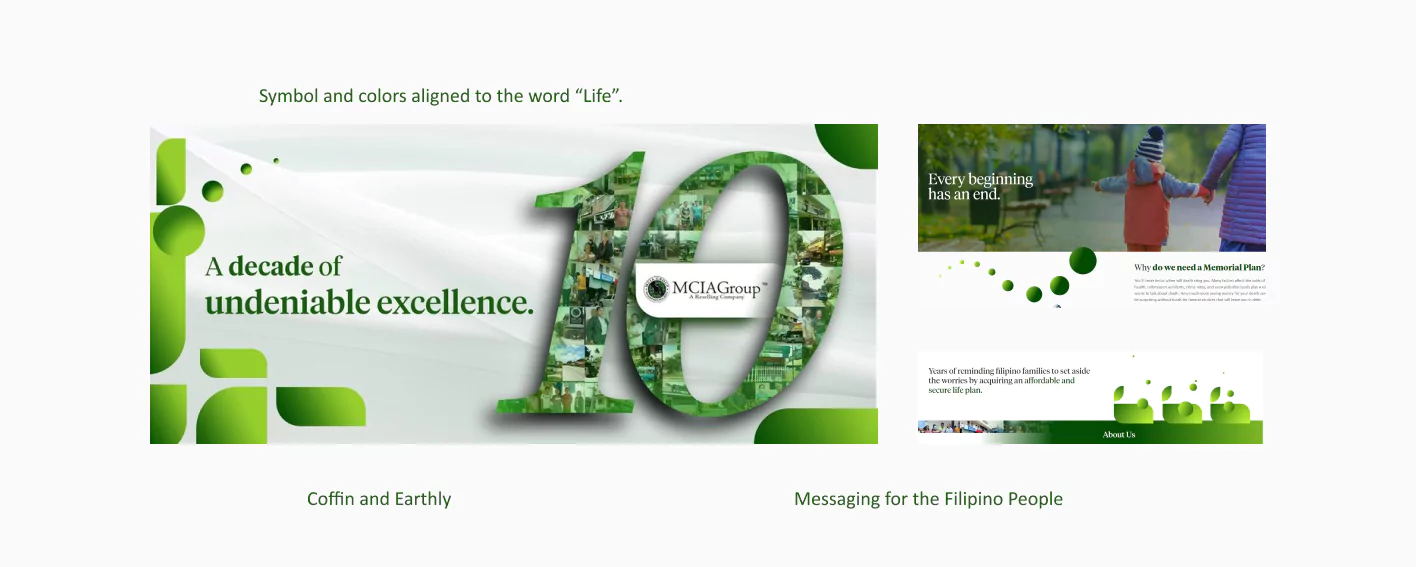 Symbol and colors aligned to the word “Life”.
A decade of
undeniable excellence.
10
MCIAGroup™
A Reselling Company
Every beginning
has an end.
Why do we need a Memorial Plan?
Years of reminding filipino families to set aside
the worries by acquiring an affordable and
secure life plan.
About Us
Coffin and Earthly
Messaging for the Filipino People